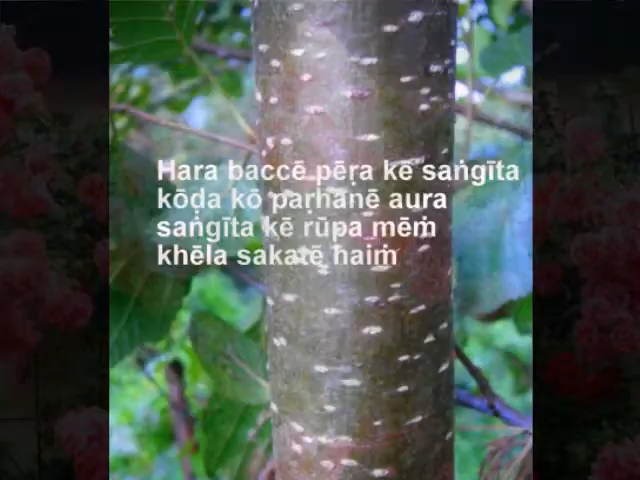 Hara baccē pēṛa kē saṅgīta
kōḍa kō paṛhanē aura
saṅgīta kē rūpa mēṁ
khēla sakatē haiṁ